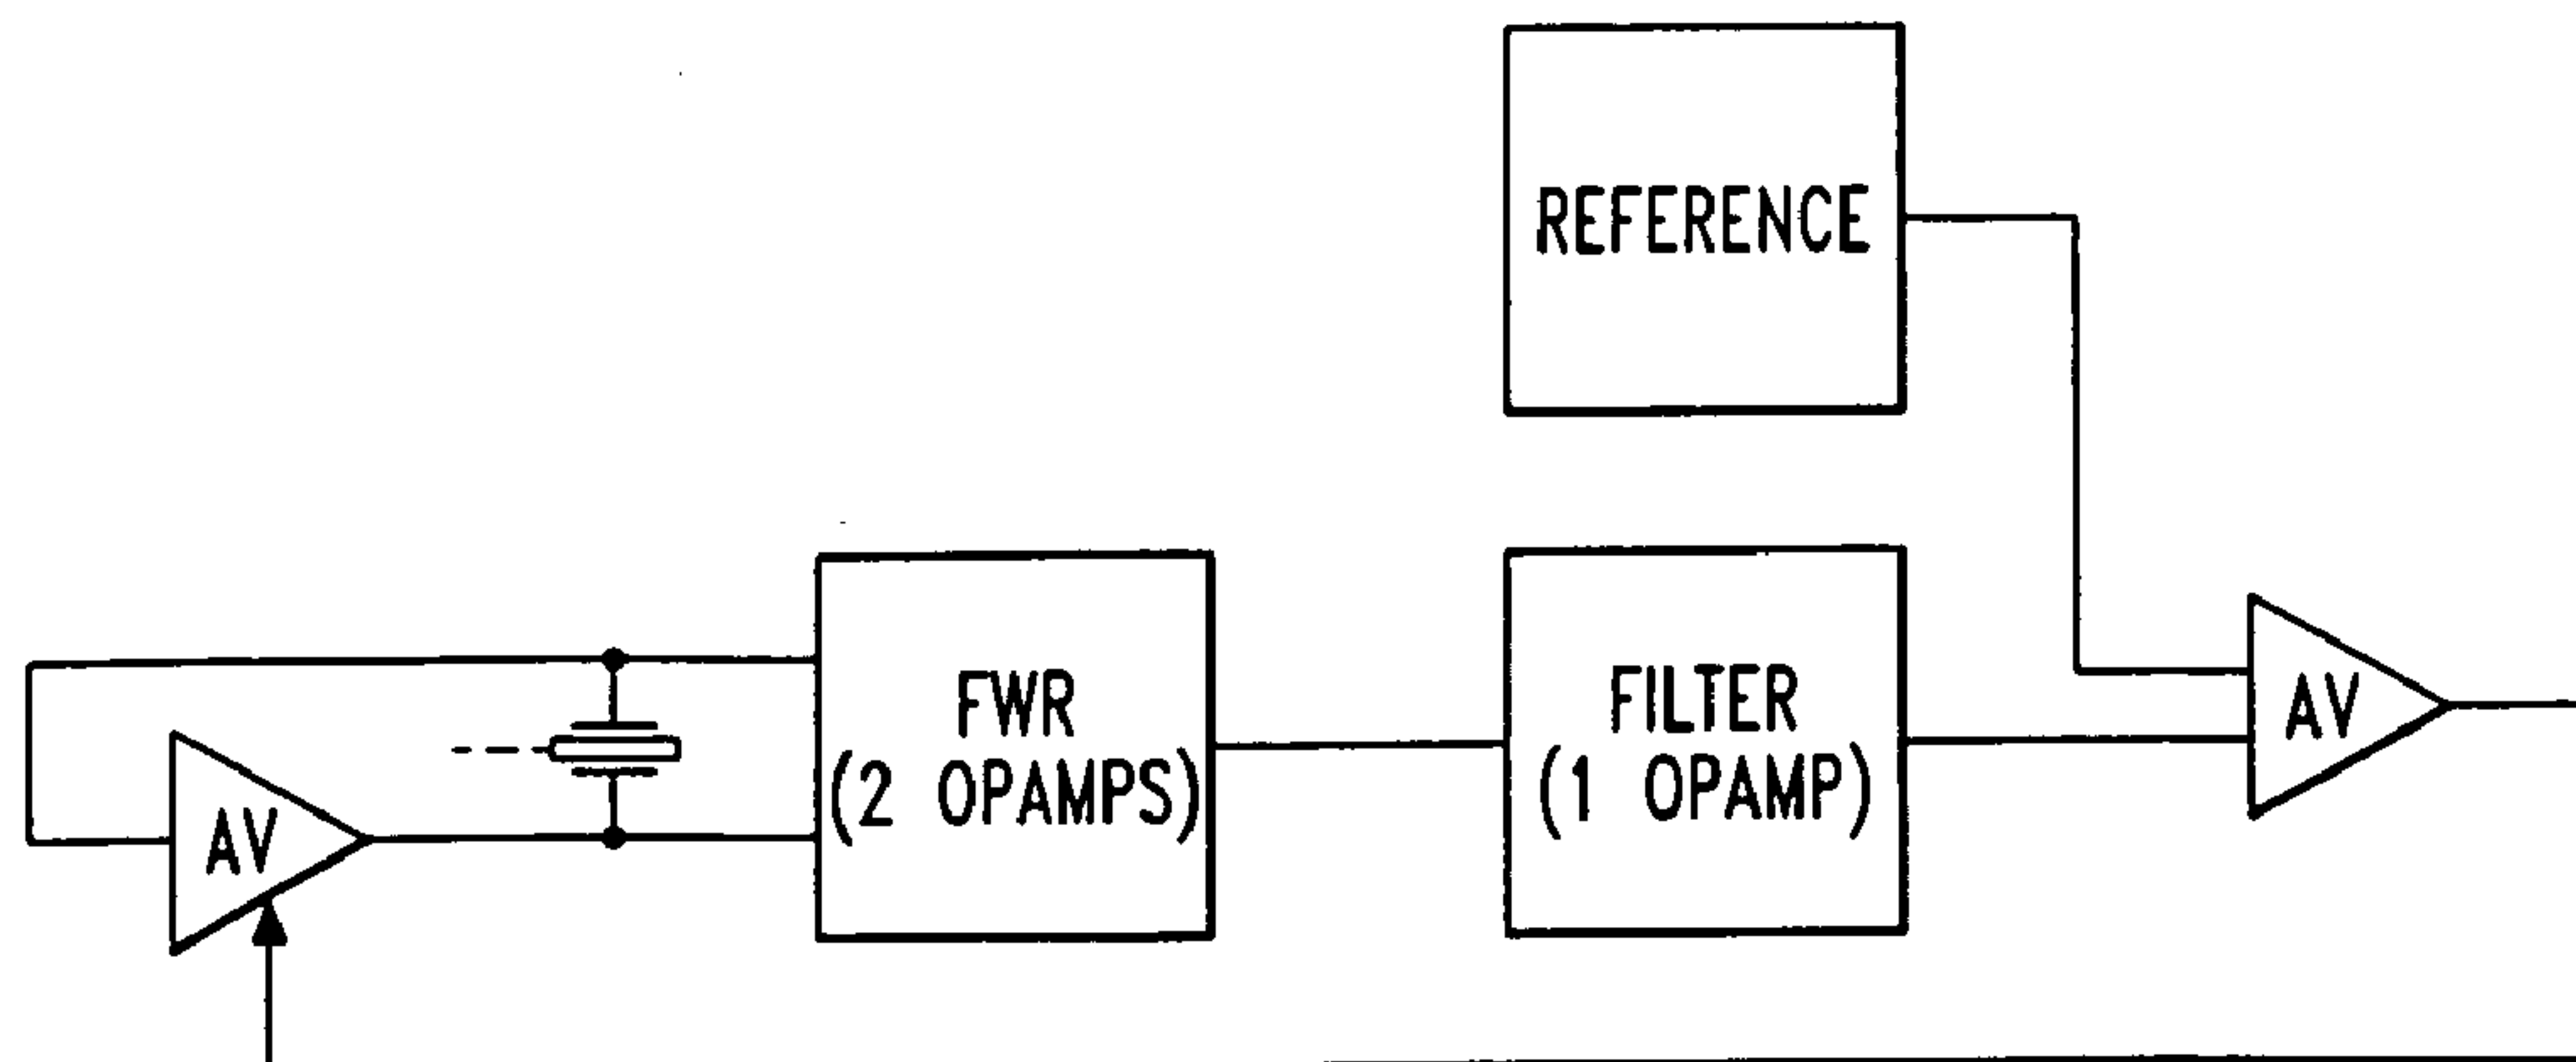 REFERENCE
FWR
(2 OPAMPS)
FILTER
(1 OPAMP)
AV
AV